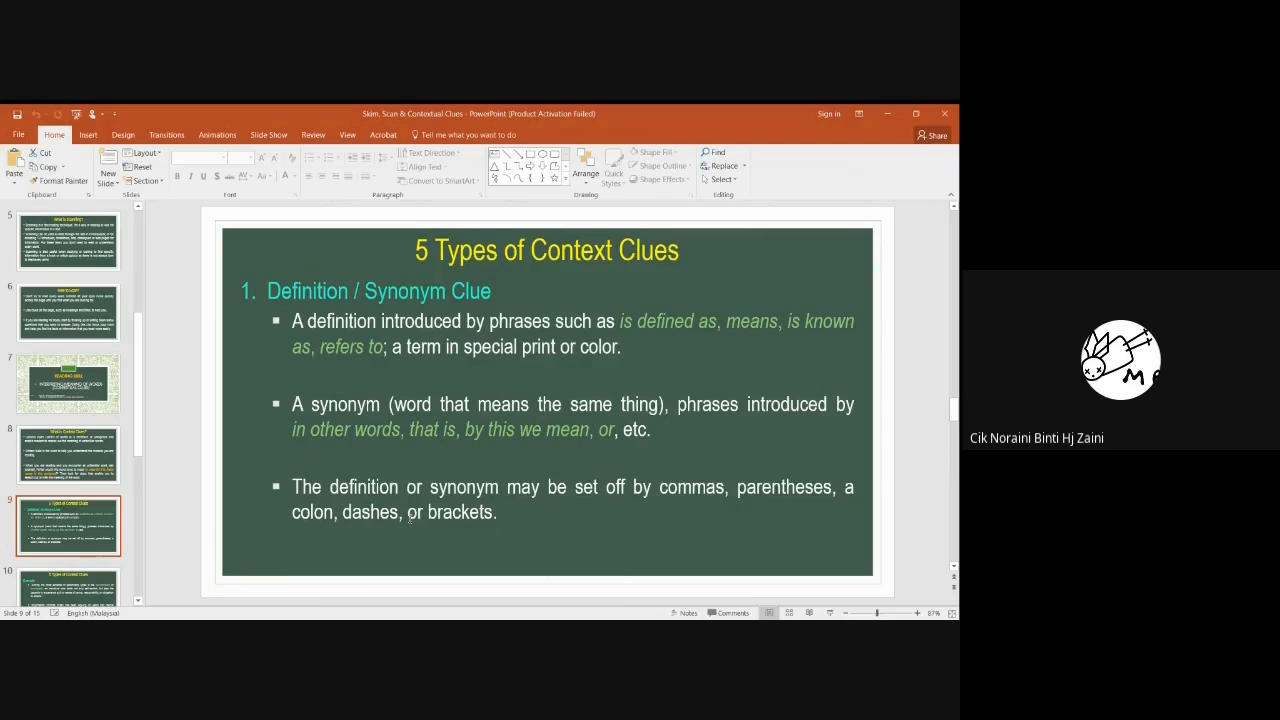 Skim, Scan & Contextual Clues - PowerPoint (Product Activation Failed)
Sign in
File Home Insert Design Transitions Animations Slide Show Review View Acrobat Tell me what you want to do
Share
Paste
Cut
Copy
Format Painter
Clipboard
New Slide
Layout
Reset
Section
Slides
Font
Text Direction
Align Text
Convert to SmartArt
Paragraph
Arrange
Quick Styles
Shape Fill
Shape Outline
Shape Effects
Drawing
Find
Replace
Select
Editing
5
6
7
8
9
10
5 Types of Context Clues
1. Definition / Synonym Clue
A definition introduced by phrases such as is defined as, means, is known
as, refers to; a term in special print or color.
A synonym (word that means the same thing), phrases introduced by
in other words, that is, by this we mean, or, etc.
The definition or synonym may be set off by commas, parentheses, a
colon, dashes, or brackets.
Cik Noraini Binti Hj Zaini
Slide 9 of 15 English (Malaysia)
Notes Comments 87%